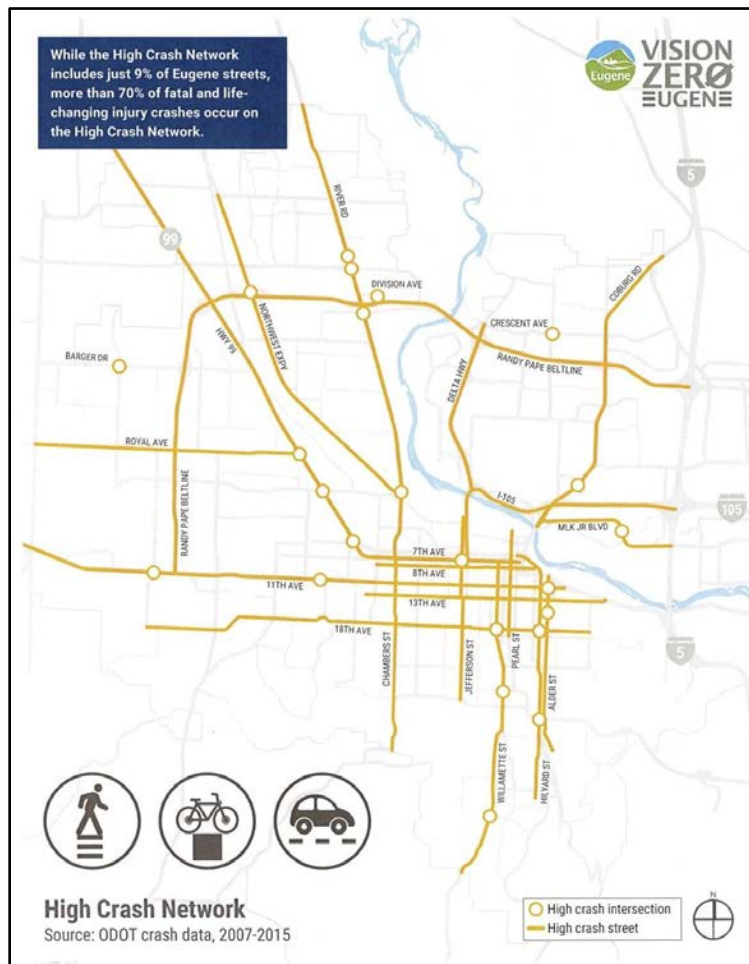 While the High Crash Network
includes just 9% of Eugene streets,
more than 70% of fatal and life-
changing injury crashes occur on
the High Crash Network.
Eugene
VISION
ZERO
EUGENE
5
RIVER RD
99
DIVISION AVE
COBURG RD
NORTHWEST EXPY
CRESCENT AVE
HWY 99
BARGER DR
RANDY PAPE BELTLINE
DELTA HWY
ROYAL AVE
RANDY PAPE BELTLINE
I-105
105
MLK JR BLVD
7TH AVE
8TH AVE
11TH AVE
13TH AVE
18TH AVE
CHAMBERS ST
JEFFERSON ST
PEARL ST
5
ALDER ST
WILLAMETTE ST
HILYARD ST
High Crash Network
Source: ODOT crash data, 2007-2015
N
High crash intersection
High crash street